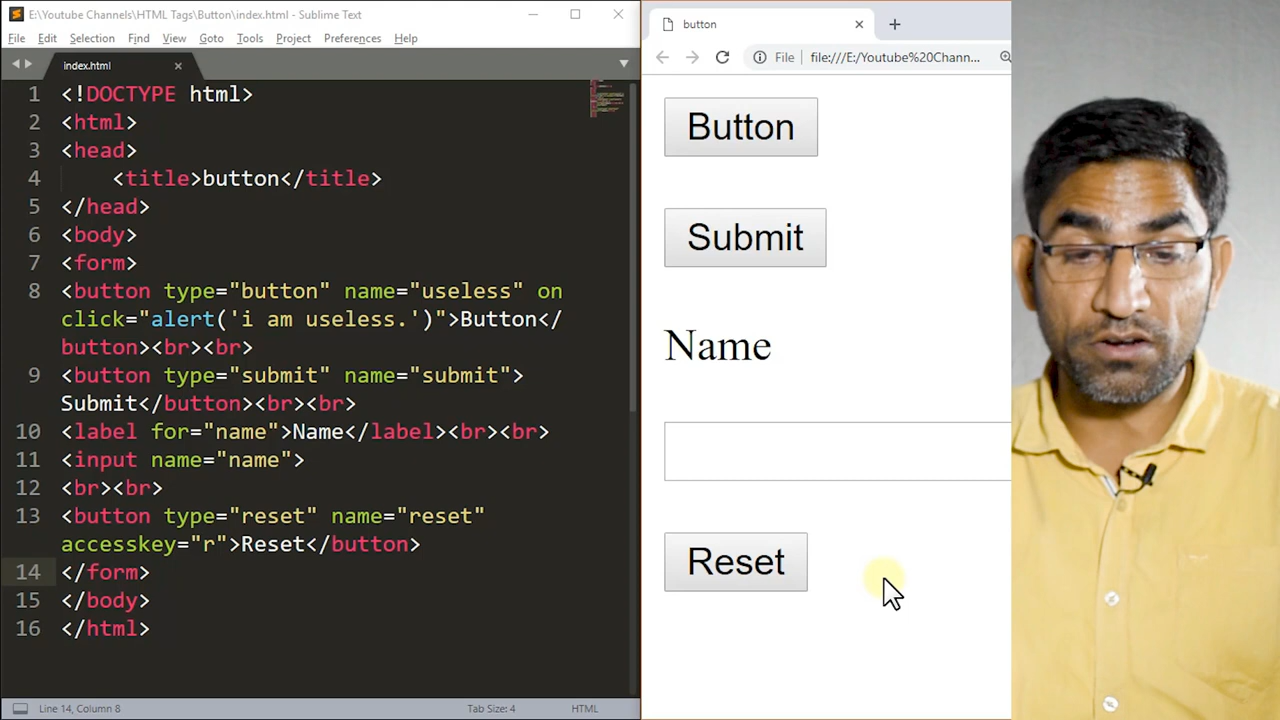 E:\Youtube Channels\HTML Tags\Button\index.html - Sublime Text
File Edit Selection Find View Goto Tools Project Preferences Help
index.html
1 <!DOCTYPE html>
2 <html>
3 <head>
4 <title>button</title>
5 </head>
6 <body>
7 <form>
8 <button type="button" name="useless" on
click="alert('i am useless.')">Button</
button><br><br>
9 <button type="submit" name="submit">
Submit</button><br><br>
10 <label for="name">Name</label><br><br>
11 <input name="name">
12 <br><br>
13 <button type="reset" name="reset"
accesskey="r">Reset</button>
14 </form>
15 </body>
16 </html>
Line 14, Column 8 Tab Size: 4 HTML
button
File file:///E:/Youtube%20Chann...
Button
Submit
Name
Reset